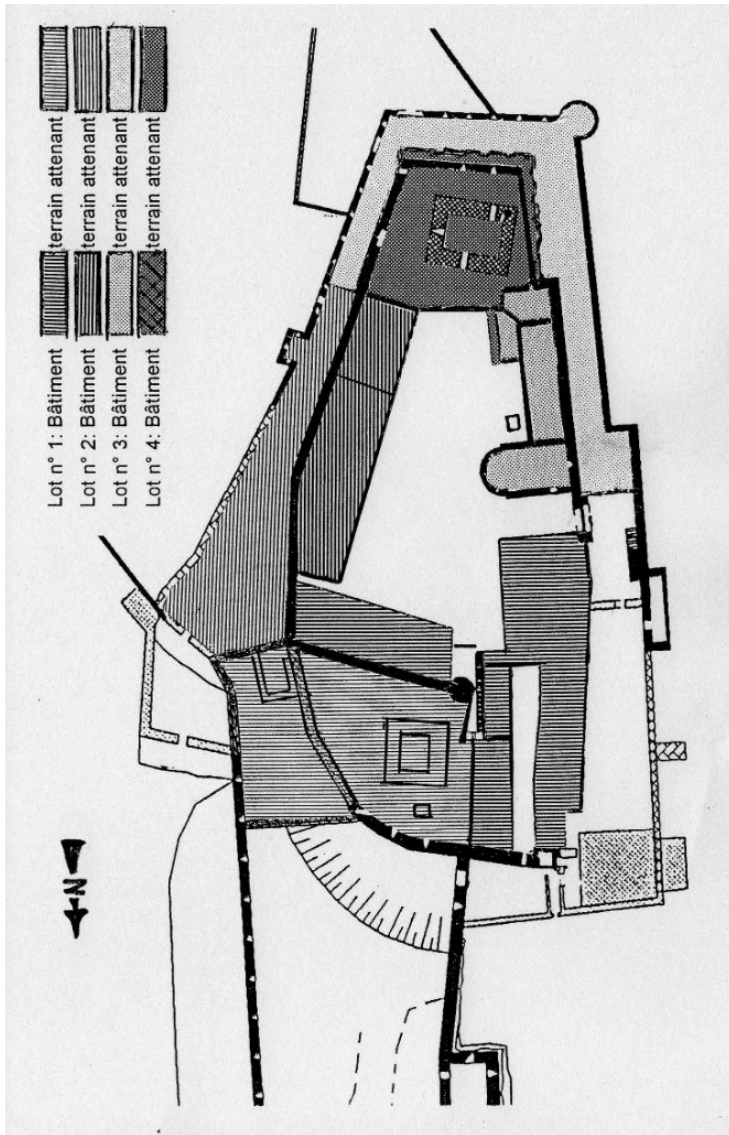 Lot n° 1: Bâtiment terrain attenant
Lot n° 2: Bâtiment terrain attenant
Lot n° 3: Bâtiment terrain attenant
Lot n° 4: Bâtiment terrain attenant
N